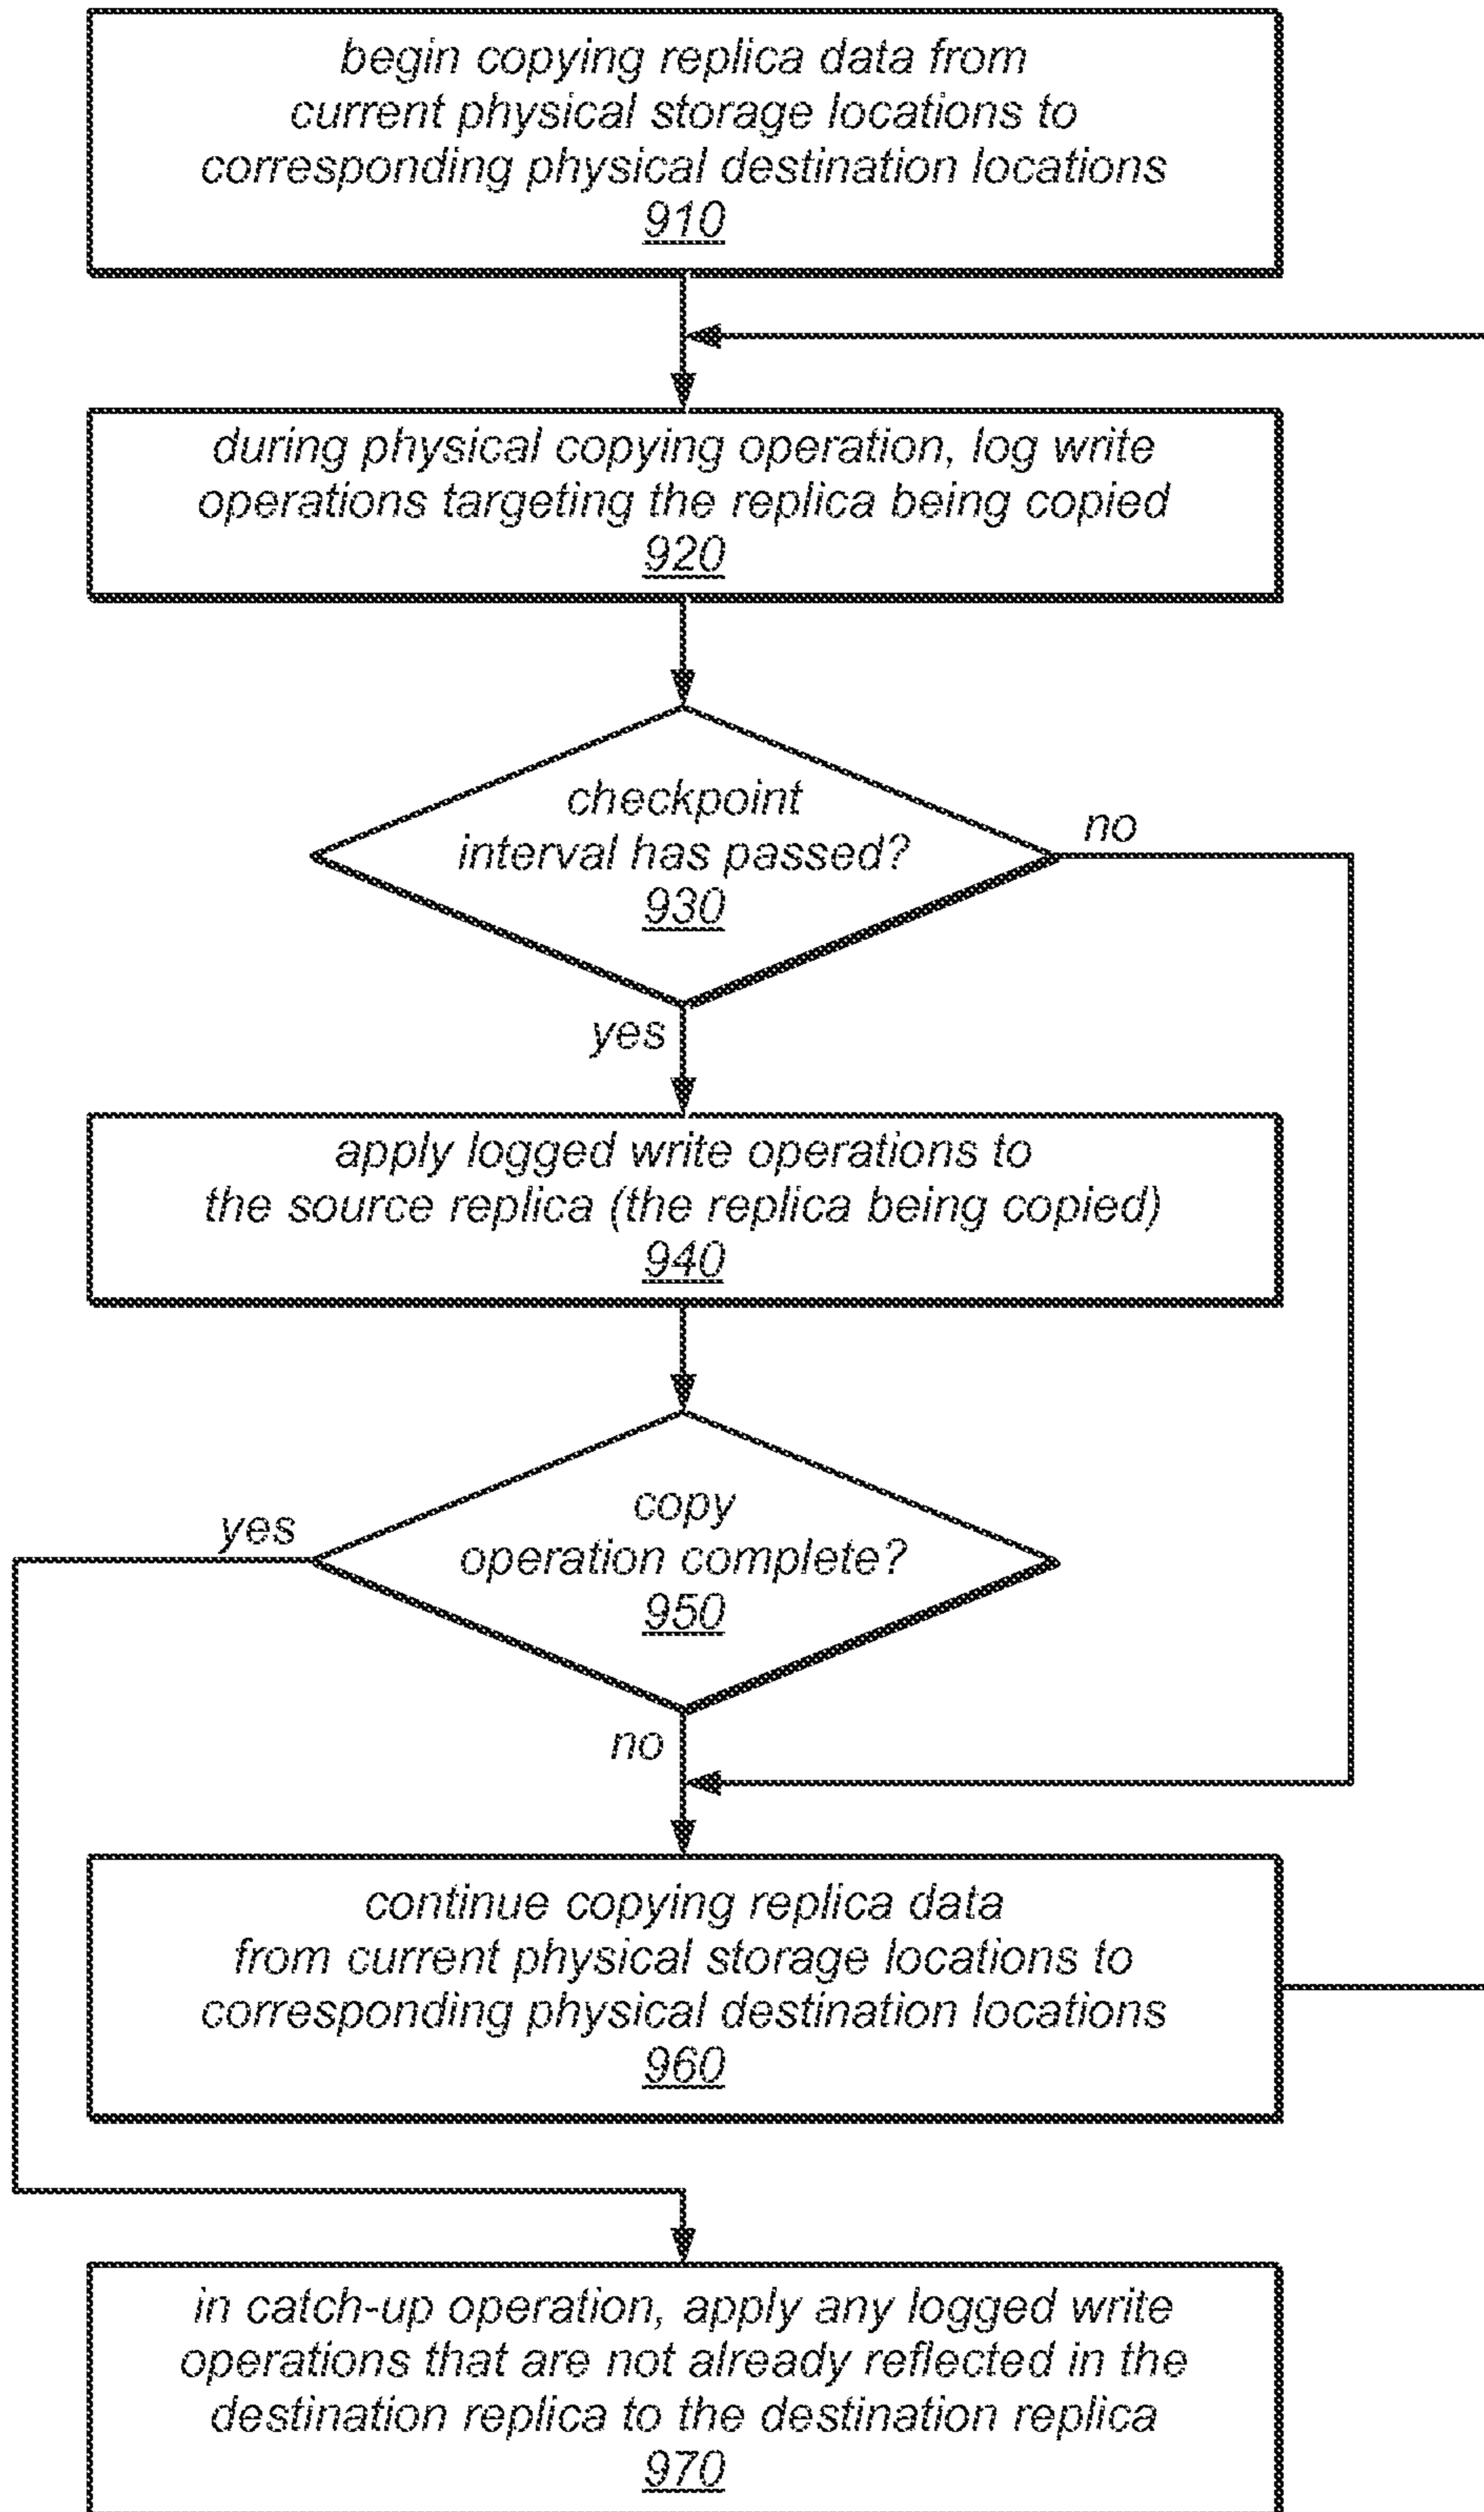 begin copying replica data from
current physical storage locations to
corresponding physical destination locations
910
during physical copying operation, log write
operations targeting the replica being copied
920
checkpoint
interval has passed?
930
no
yes
apply logged write operations to
the source replica (the replica being copied)
940
copy
operation complete?
950
yes
no
continue copying replica data
from current physical storage locations to
corresponding physical destination locations
960
in catch-up operation, apply any logged write
operations that are not already reflected in the
destination replica to the destination replica
970